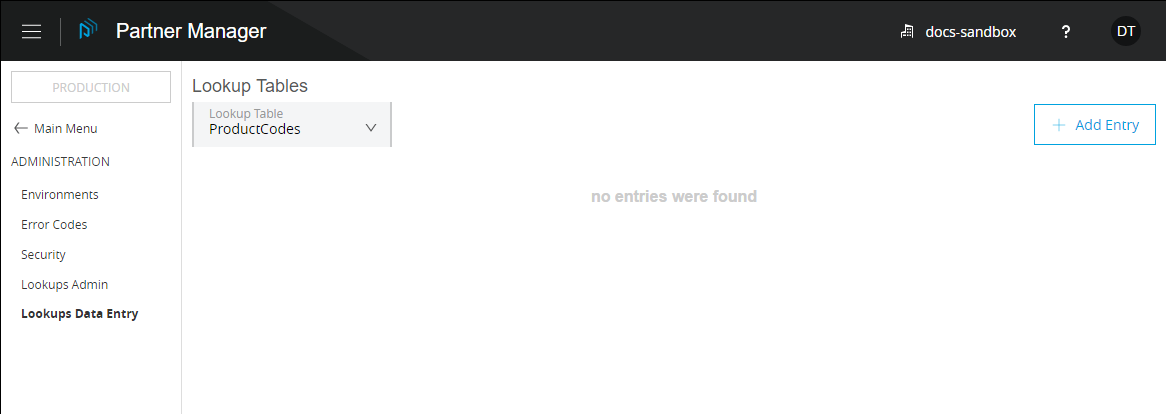 Partner Manager
docs-sandbox
?
DT
PRODUCTION
Main Menu
ADMINISTRATION
Environments
Error Codes
Security
Lookups Admin
Lookups Data Entry
Lookup Tables
Lookup Table
ProductCodes
+ Add Entry
no entries were found